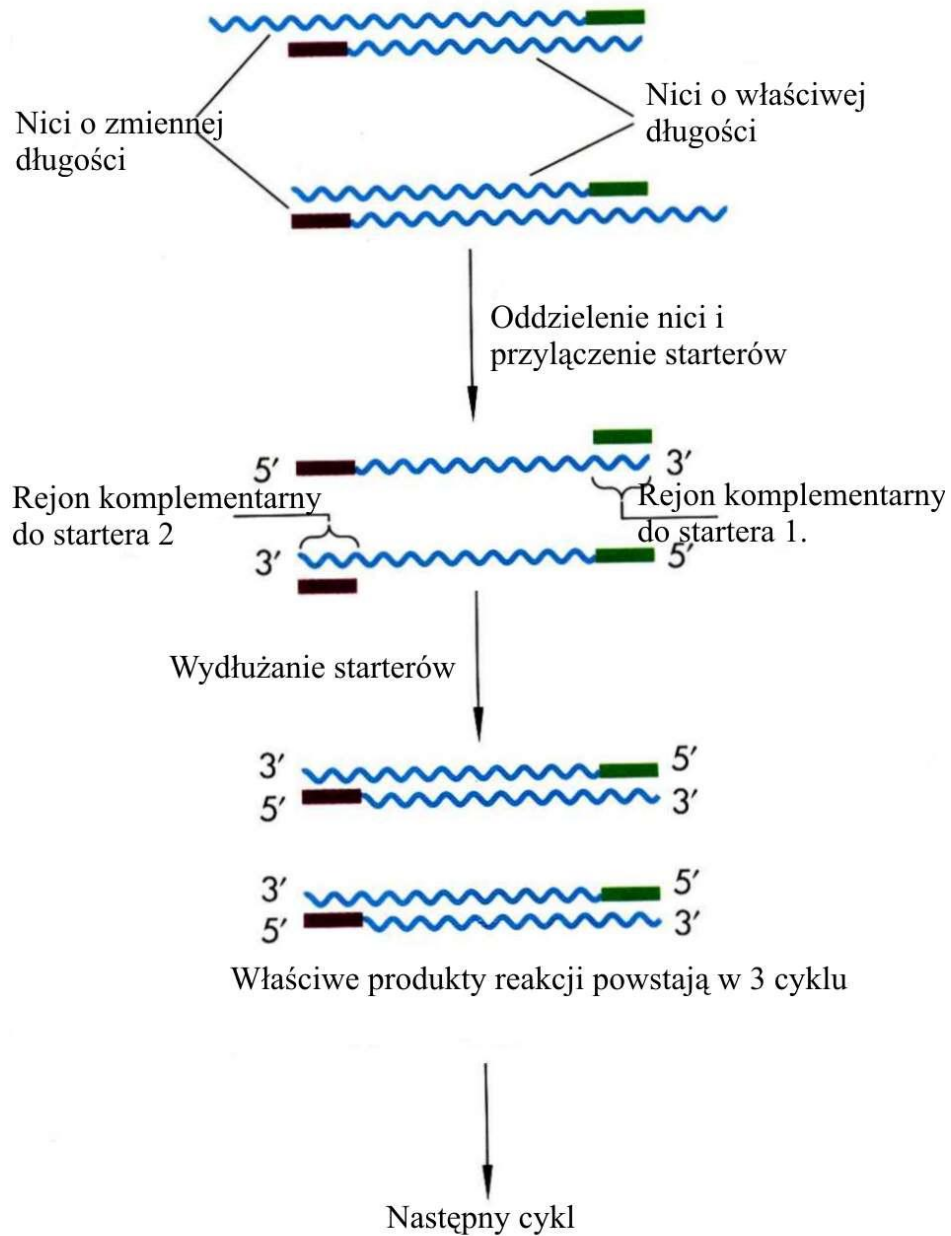 Nici o zmiennej
długości
Nici o właściwej
długości
Oddzielenie nici i
przyłączenie starterów
5′
3′
Rejon komplementarny
do startera 2
Rejon komplementarny
do startera 1.
3′
5′
Wydłużanie starterów
3′
5′
5′
3′
3′
5′
5′
3′
Właściwe produkty reakcji powstają w 3 cyklu
Następny cykl